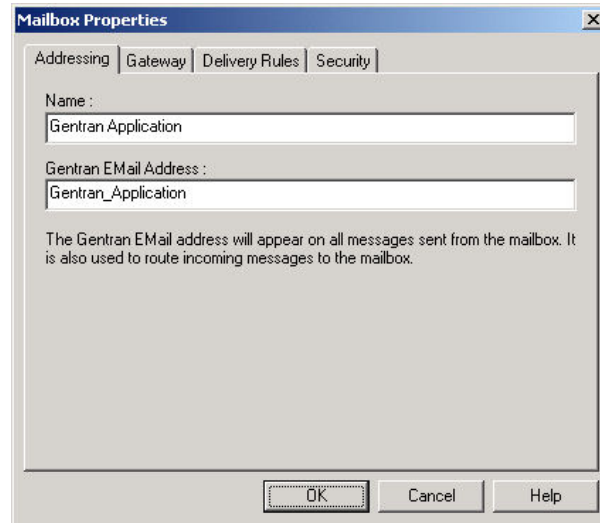 Mailbox Properties
Addressing Gateway Delivery Rules Security
Name :
Gentran Application
Gentran EMail Address :
Gentran_Application
The Gentran EMail address will appear on all messages sent from the mailbox. It
is also used to route incoming messages to the mailbox.
OK Cancel Help